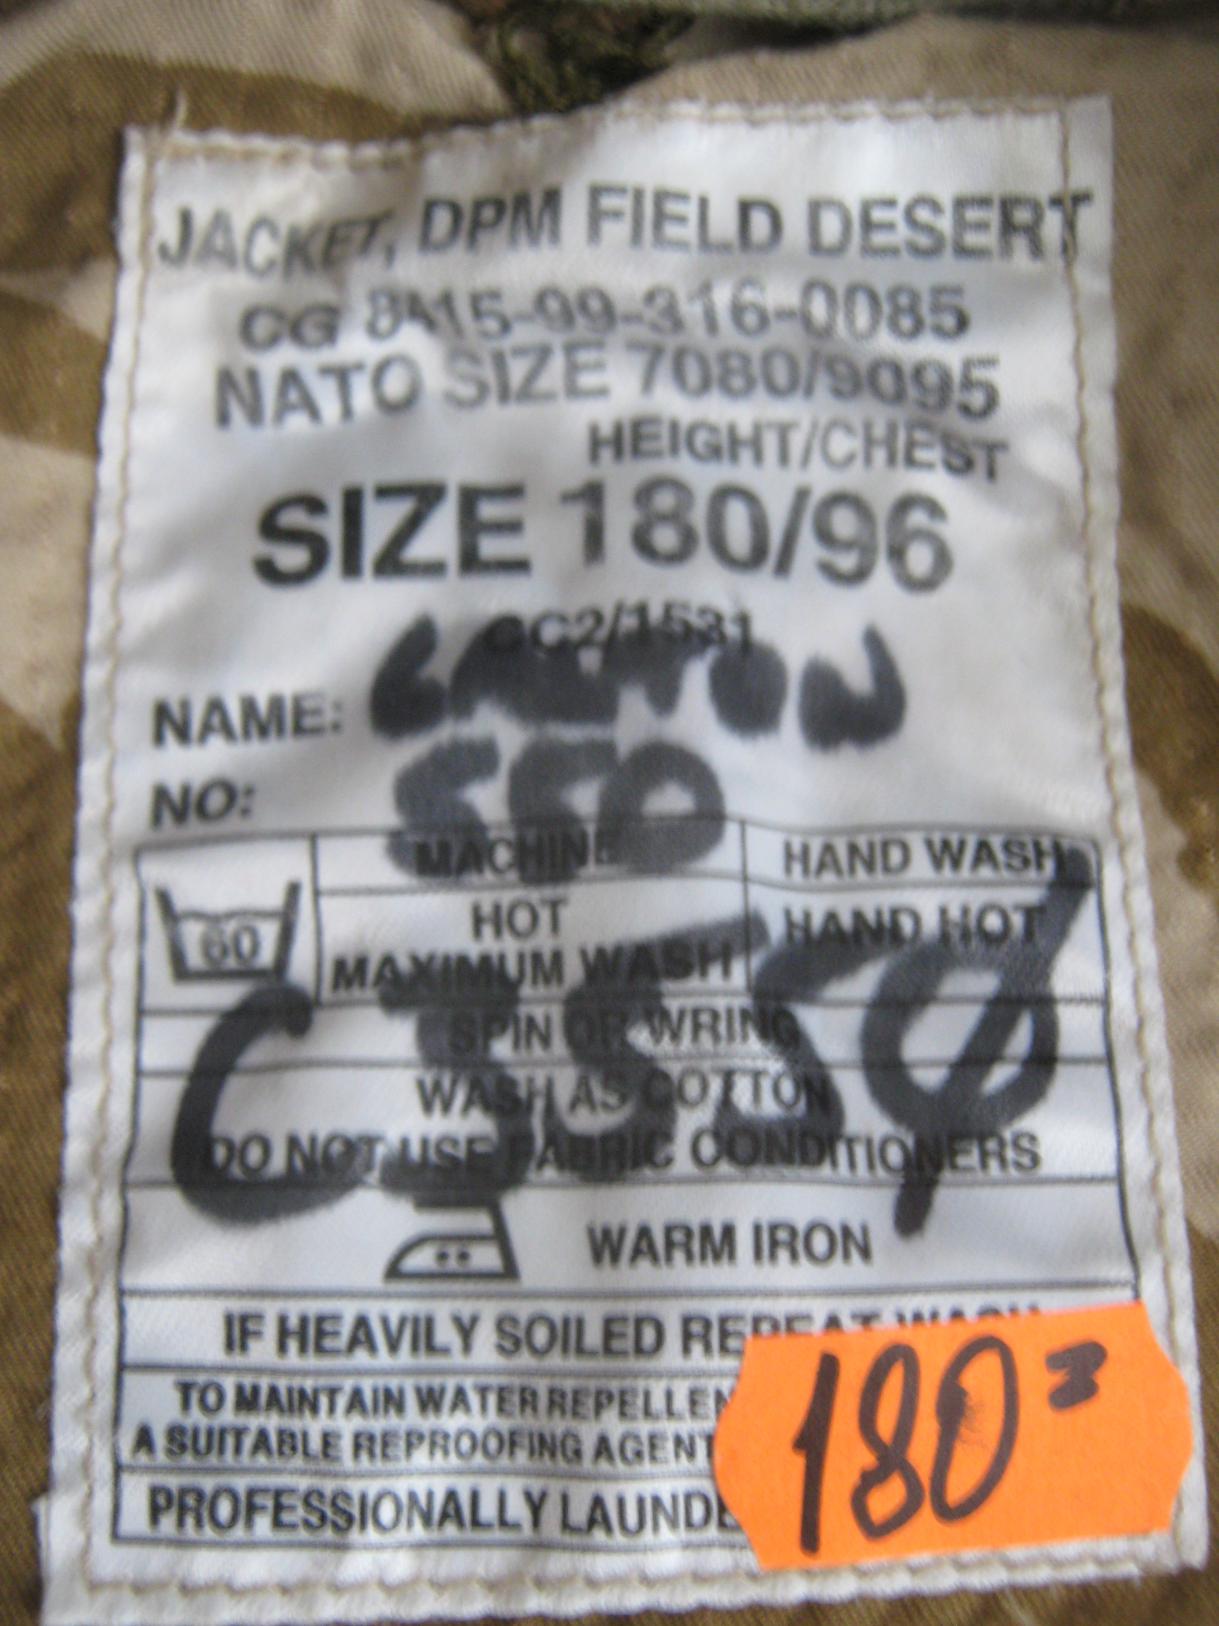 JACKET, DPM FIELD DESERT
CG 8415-99-316-0085
NATO SIZE 7080/9095
HEIGHT/CHEST
SIZE 180/96
CC2/1531
NAME:
NO:
MACHINE HAND WASH
60 HOT HAND HOT
MAXIMUM WASH
SPIN OR WRING
WASH AS COTTON
DO NOT USE FABRIC CONDITIONERS
WARM IRON
IF HEAVILY SOILED REPEAT WASH
TO MAINTAIN WATER REPELLEN
A SUITABLE REPROOFING AGENT
PROFESSIONALLY LAUNDE
180